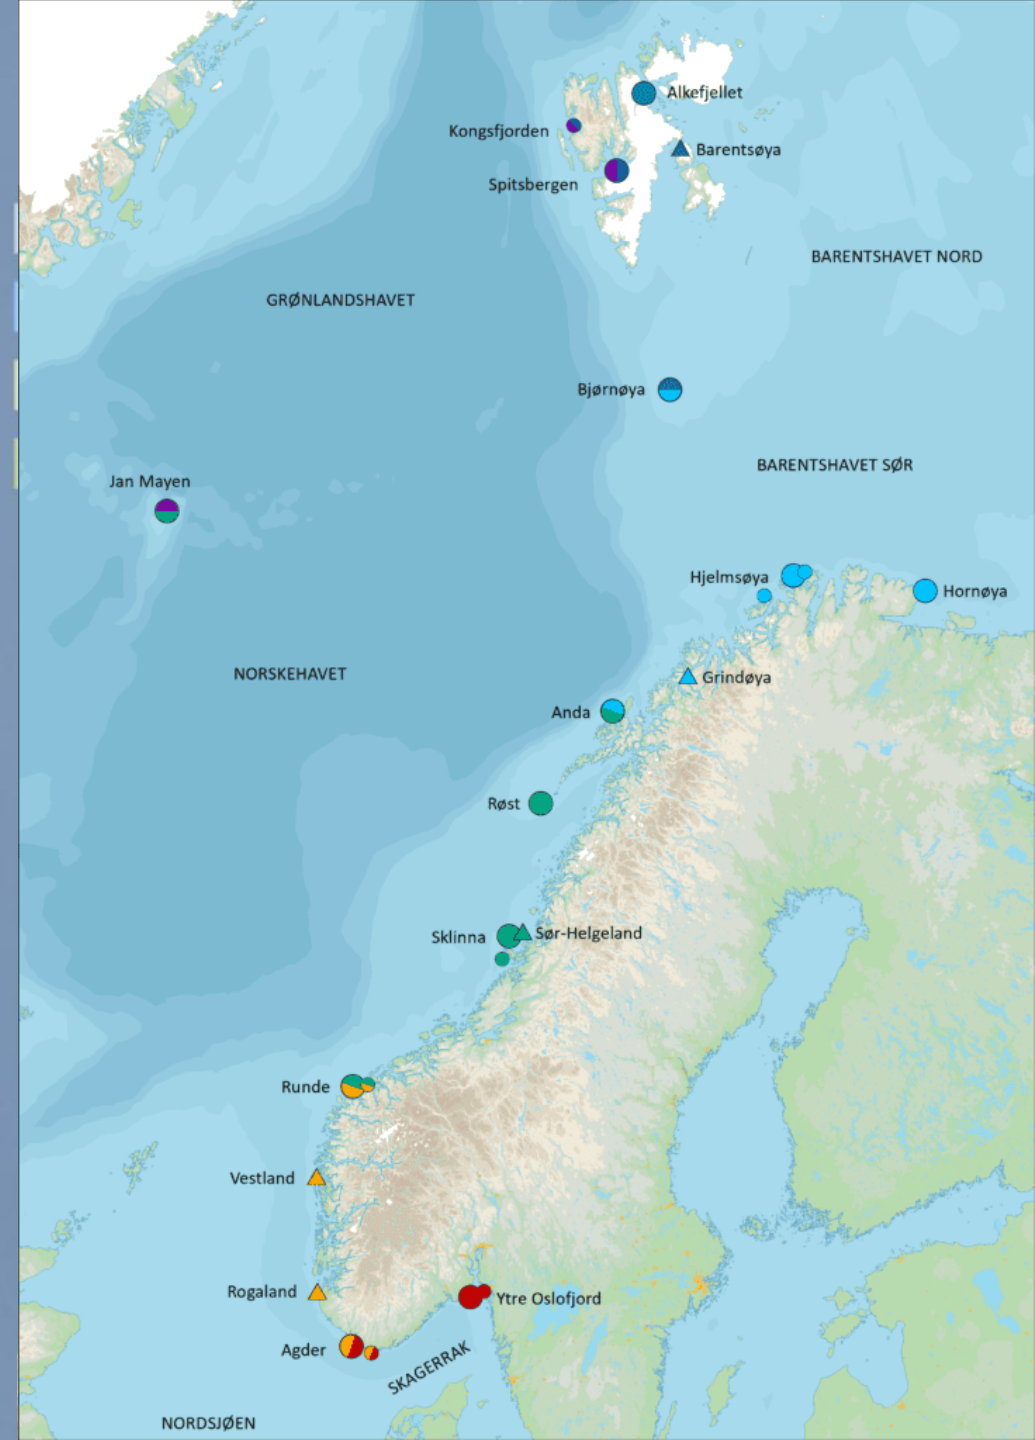 Alkefjellet
Kongsfjorden
Barentsøya
Spitsbergen
BARENTSHAVET NORD
GRØNLANDSHAVET
Bjørnøya
BARENTSHAVET SØR
Jan Mayen
Hjelmsøya
Hornøya
NORSKEHAVET
Grindøya
Anda
Røst
Sklinna
Sør-Helgeland
Runde
Vestland
Rogaland
Ytre Oslofjord
Agder
SKAGERRAK
NORDSJØEN